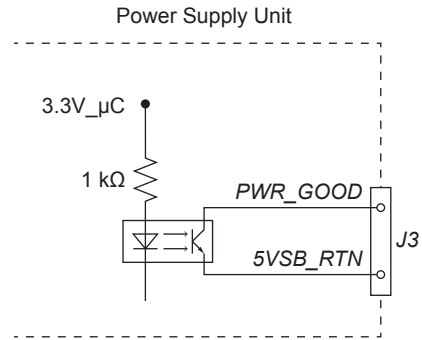 Power Supply Unit
3.3V_µC
1 kΩ
PWR_GOOD
J3
5VSB_RTN